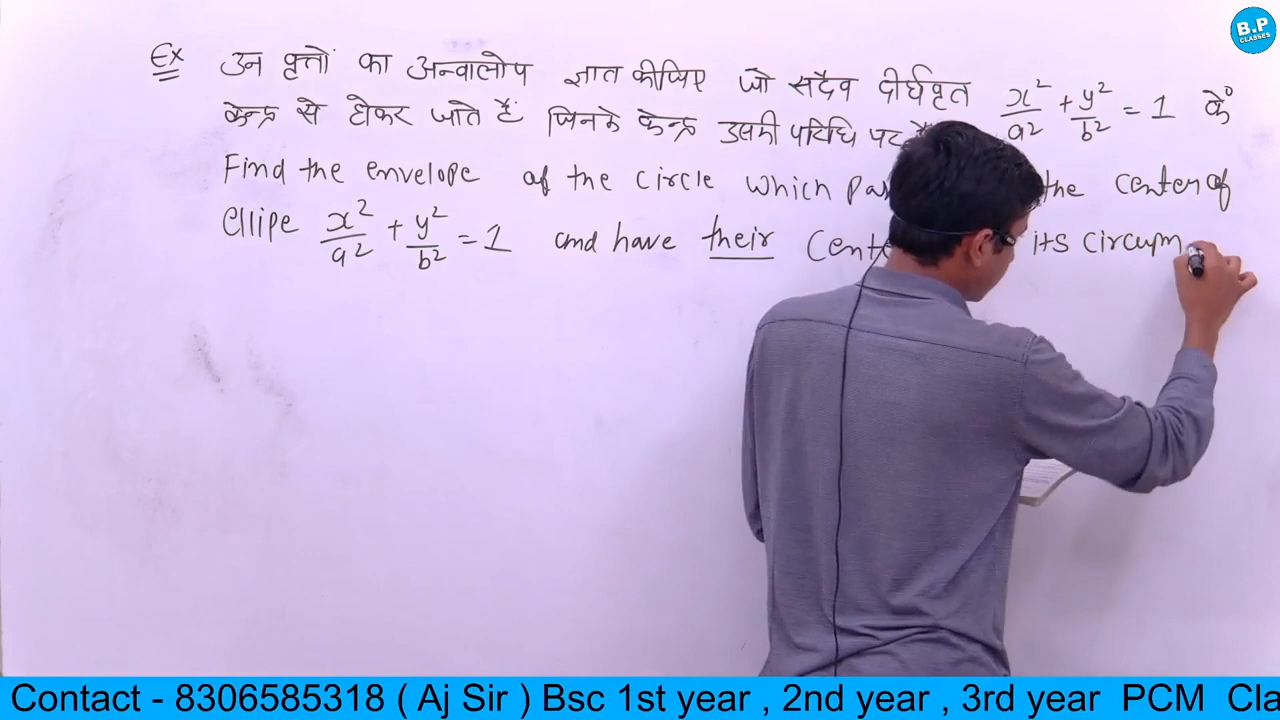 Ex उन वृत्तों का अन्वालोप ज्ञात कीजिए जो सदैव दीर्घवृत x²/a² + y²/b² = 1 के
केन्द्र से होकर जाते हैं जिनके केन्द्र उसकी परिधि पर
Find the envelope of the circle which the center of
ellipe x²/a² + y²/b² = 1 and have their its circum
B.P
CLASSES
Contact - 8306585318 ( Aj Sir ) Bsc 1st year , 2nd year , 3rd year PCM Cla